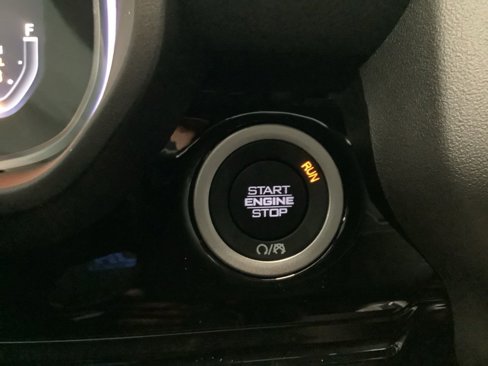 F
RUN
START
ENGINE
STOP